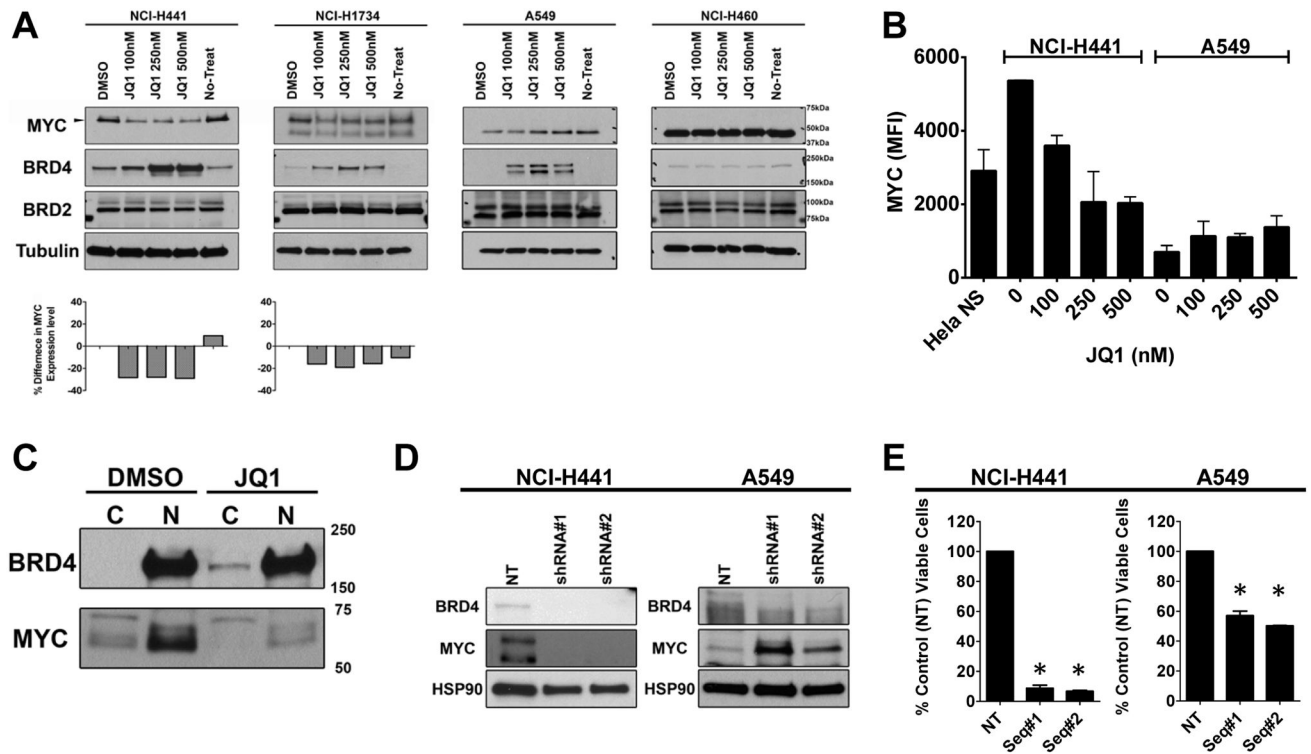 A
NCI-H441
NCI-H1734
A549
NCI-H460
DMSO
JQ1 100nM
JQ1 250nM
JQ1 500nM
No-Treat
DMSO
JQ1 100nM
JQ1 250nM
JQ1 500nM
No-Treat
DMSO
JQ1 100nM
JQ1 250nM
JQ1 500nM
No-Treat
DMSO
JQ1 100nM
JQ1 250nM
JQ1 500nM
No-Treat
MYC
75kDa
50kDa
37kDa
BRD4
250kDa
150kDa
BRD2
100kDa
75kDa
Tubulin
% Differnece in MYC
Expression level
40
20
0
-20
-40
40
20
0
-20
-40
B
NCI-H441
A549
MYC (MFI)
6000
4000
2000
0
Hela NS
0
100
250
500
0
100
250
500
JQ1 (nM)
C
DMSO
JQ1
C
N
C
N
BRD4
250
150
MYC
75
50
D
NCI-H441
A549
NT
shRNA#1
shRNA#2
NT
shRNA#1
shRNA#2
BRD4
MYC
HSP90
BRD4
MYC
HSP90
E
NCI-H441
A549
% Control (NT) Viable Cells
120
100
80
60
40
20
0
* *
NT
Seq#1
Seq#2
% Control (NT) Viable Cells
120
100
80
60
40
20
0
* *
NT
Seq#1
Seq#2